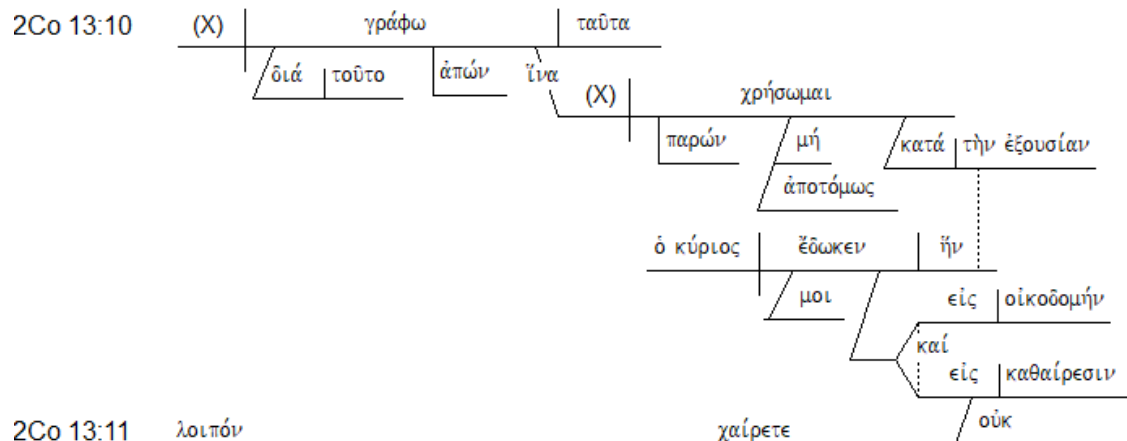 2Co 13:10 (X) γράφω ταῦτα
διά τοῦτο ἀπών ἵνα
(X) χρήσωμαι
παρών μή κατά τὴν ἐξουσίαν
ἀποτόμως
ὁ κύριος ἔδωκεν ἥν
μοι εἰς οἰκοδομήν
καί
εἰς καθαίρεσιν
οὐκ
2Co 13:11 λοιπόν χαίρετε